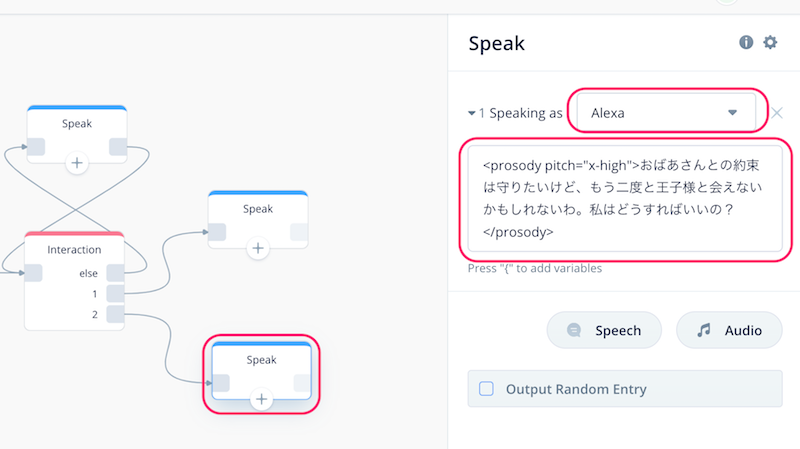 Speak
Speak
Interaction
else
1
2
Speak
Speak
1 Speaking as
Alexa
<prosody pitch="x-high">おばあさんとの約束
は守りたいけど、もう二度と王子様と会えない
かもしれないわ。私はどうすればいいの？
</prosody>
Press "{" to add variables
Speech
Audio
Output Random Entry